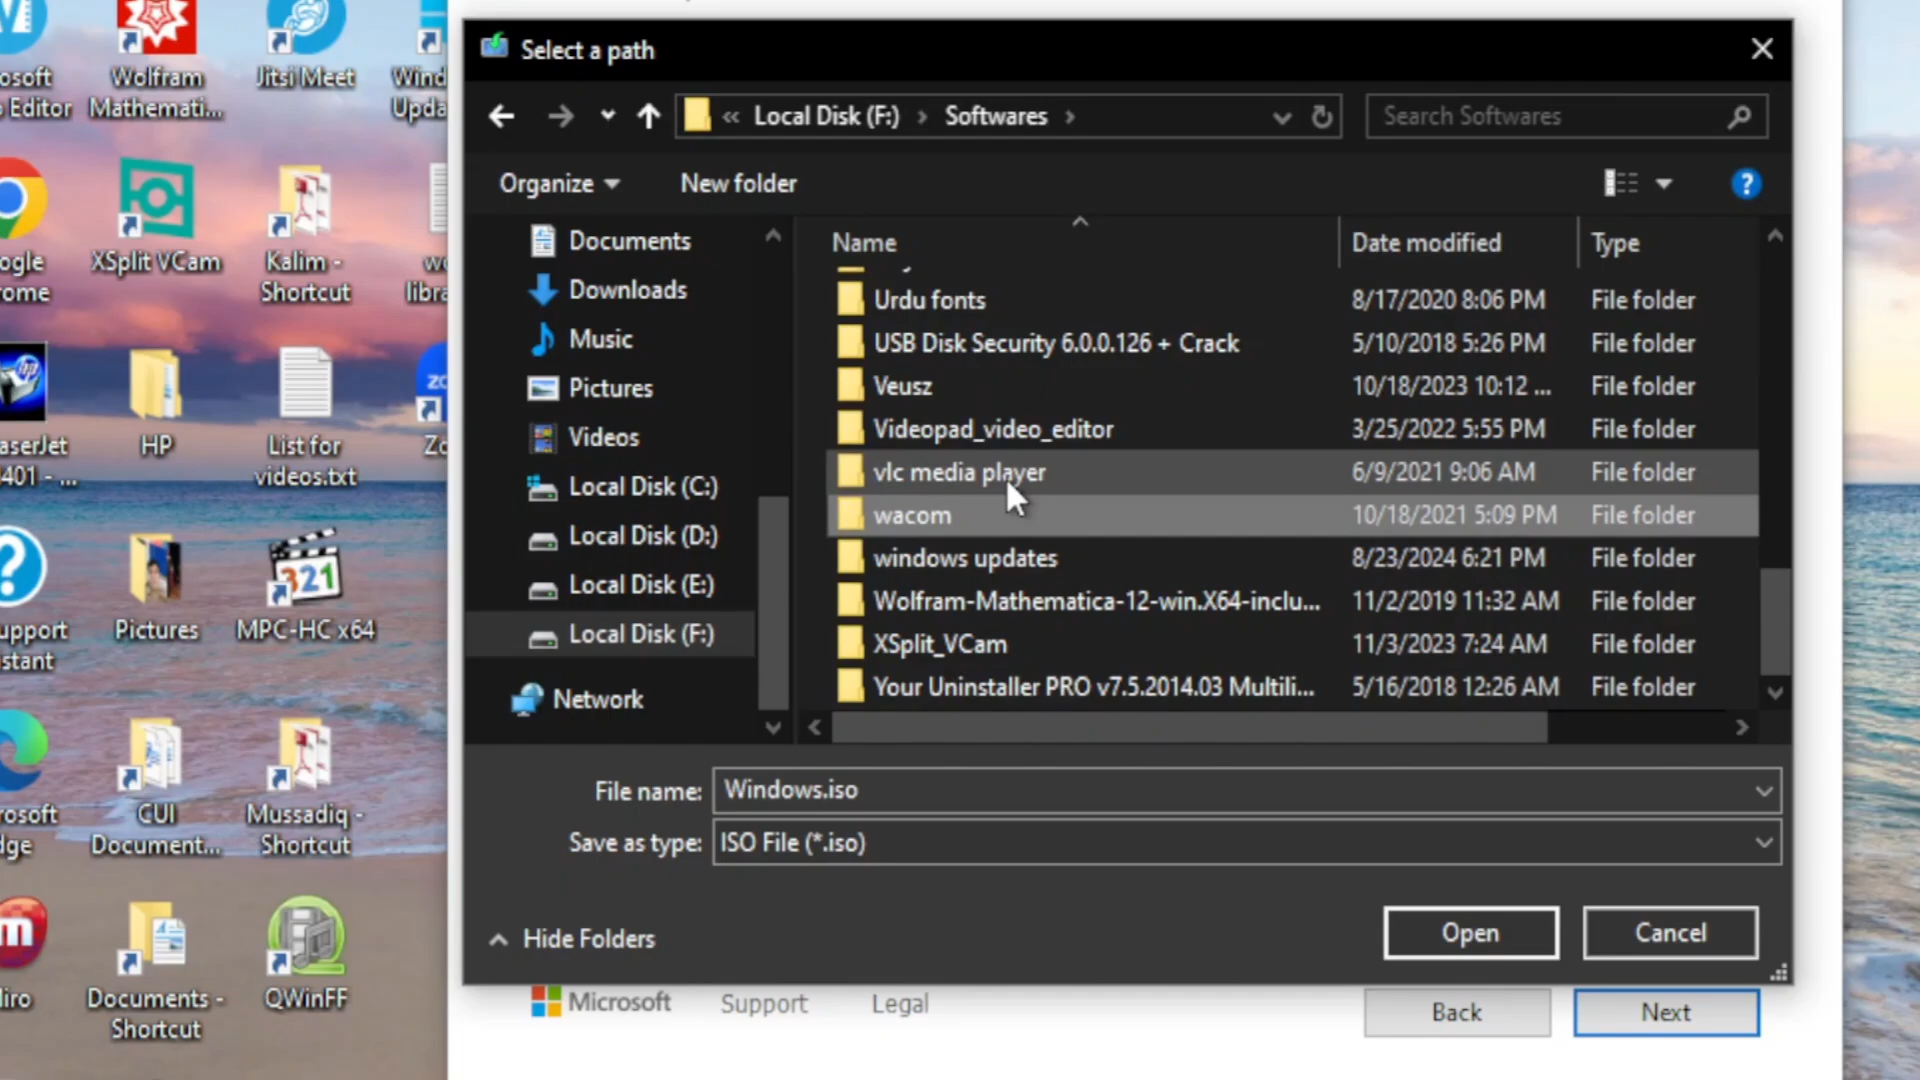 osoft
Editor
Wolfram
Mathemati...
Jitsi Meet
Wind
Upda
ogle
ome
XSplit VCam
Kalim -
Shortcut
wo
libra
aserJet
401 - ...
HP
List for
videos.txt
Zo
upport
stant
Pictures
321
MPC-HC x64
rosoft
dge
CUI
Document...
Mussadiq -
Shortcut
liro
Documents -
Shortcut
QWinFF
Select a path
« Local Disk (F:) › Softwares ›
Search Softwares
Organize
New folder
Documents
Downloads
Music
Pictures
Videos
Local Disk (C:)
Local Disk (D:)
Local Disk (E:)
Local Disk (F:)
Network
Name Date modified Type
Urdu fonts 8/17/2020 8:06 PM File folder
USB Disk Security 6.0.0.126 + Crack 5/10/2018 5:26 PM File folder
Veusz 10/18/2023 10:12 ... File folder
Videopad_video_editor 3/25/2022 5:55 PM File folder
vlc media player 6/9/2021 9:06 AM File folder
wacom 10/18/2021 5:09 PM File folder
windows updates 8/23/2024 6:21 PM File folder
Wolfram-Mathematica-12-win.X64-inclu... 11/2/2019 11:32 AM File folder
XSplit_VCam 11/3/2023 7:24 AM File folder
Your Uninstaller PRO v7.5.2014.03 Multili... 5/16/2018 12:26 AM File folder
File name: Windows.iso
Save as type: ISO File (*.iso)
Hide Folders
Open
Cancel
Microsoft
Support
Legal
Back
Next